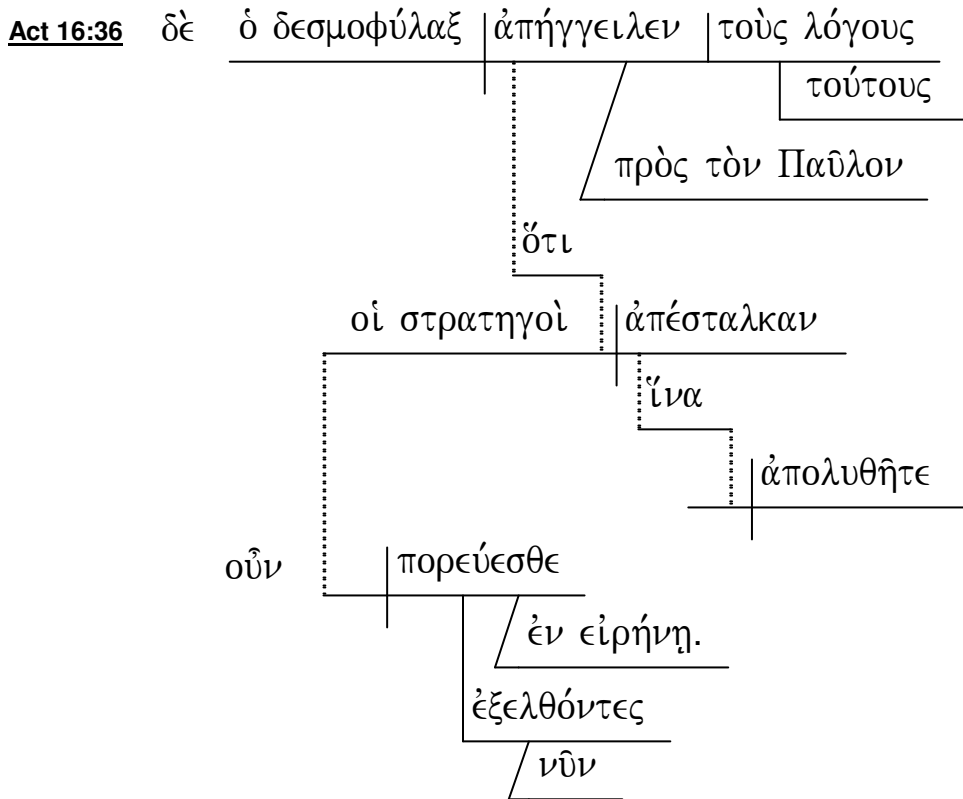 Act 16:36 δὲ ὁ δεσμοφύλαξ ἀπήγγειλεν τοὺς λόγους
τούτους
πρὸς τὸν Παῦλον
ὅτι
οἱ στρατηγοὶ ἀπέσταλκαν
ἵνα
ἀπολυθῆτε
οὖν πορεύεσθε
ἐν εἰρήνῃ.
ἐξελθόντες
νῦν